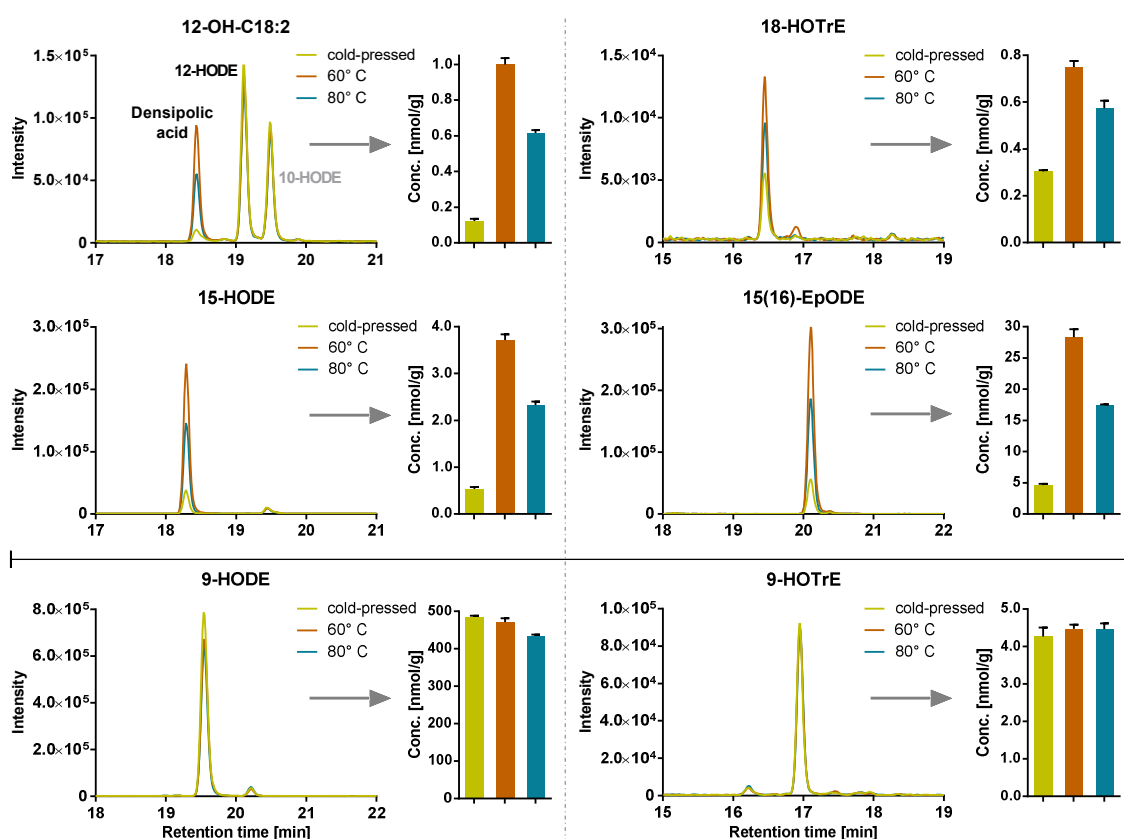 12-OH-C18:2
Intensity
1.5×10⁵
1.0×10⁵
5.0×10⁴
0
17 18 19 20 21
Densipolic
acid
12-HODE
10-HODE
cold-pressed
60° C
80° C
Conc. [nmol/g]
1.0
0.8
0.6
0.4
0.2
0.0
18-HOTrE
Intensity
1.5×10⁴
1.0×10⁴
5.0×10³
0
15 16 17 18 19
cold-pressed
60° C
80° C
Conc. [nmol/g]
0.8
0.6
0.4
0.2
0.0
15-HODE
Intensity
3.0×10⁵
2.0×10⁵
1.0×10⁵
0
17 18 19 20 21
cold-pressed
60° C
80° C
Conc. [nmol/g]
4.0
3.0
2.0
1.0
0.0
15(16)-EpODE
Intensity
3.0×10⁵
2.0×10⁵
1.0×10⁵
0
18 19 20 21 22
cold-pressed
60° C
80° C
Conc. [nmol/g]
30
25
20
15
10
5
0
9-HODE
Intensity
8.0×10⁵
6.0×10⁵
4.0×10⁵
2.0×10⁵
0
18 19 20 21 22
Retention time [min]
cold-pressed
60° C
80° C
Conc. [nmol/g]
500
400
300
200
100
0
9-HOTrE
Intensity
1.0×10⁵
8.0×10⁴
6.0×10⁴
4.0×10⁴
2.0×10⁴
0
15 16 17 18 19
Retention time [min]
cold-pressed
60° C
80° C
Conc. [nmol/g]
5.0
4.0
3.0
2.0
1.0
0.0